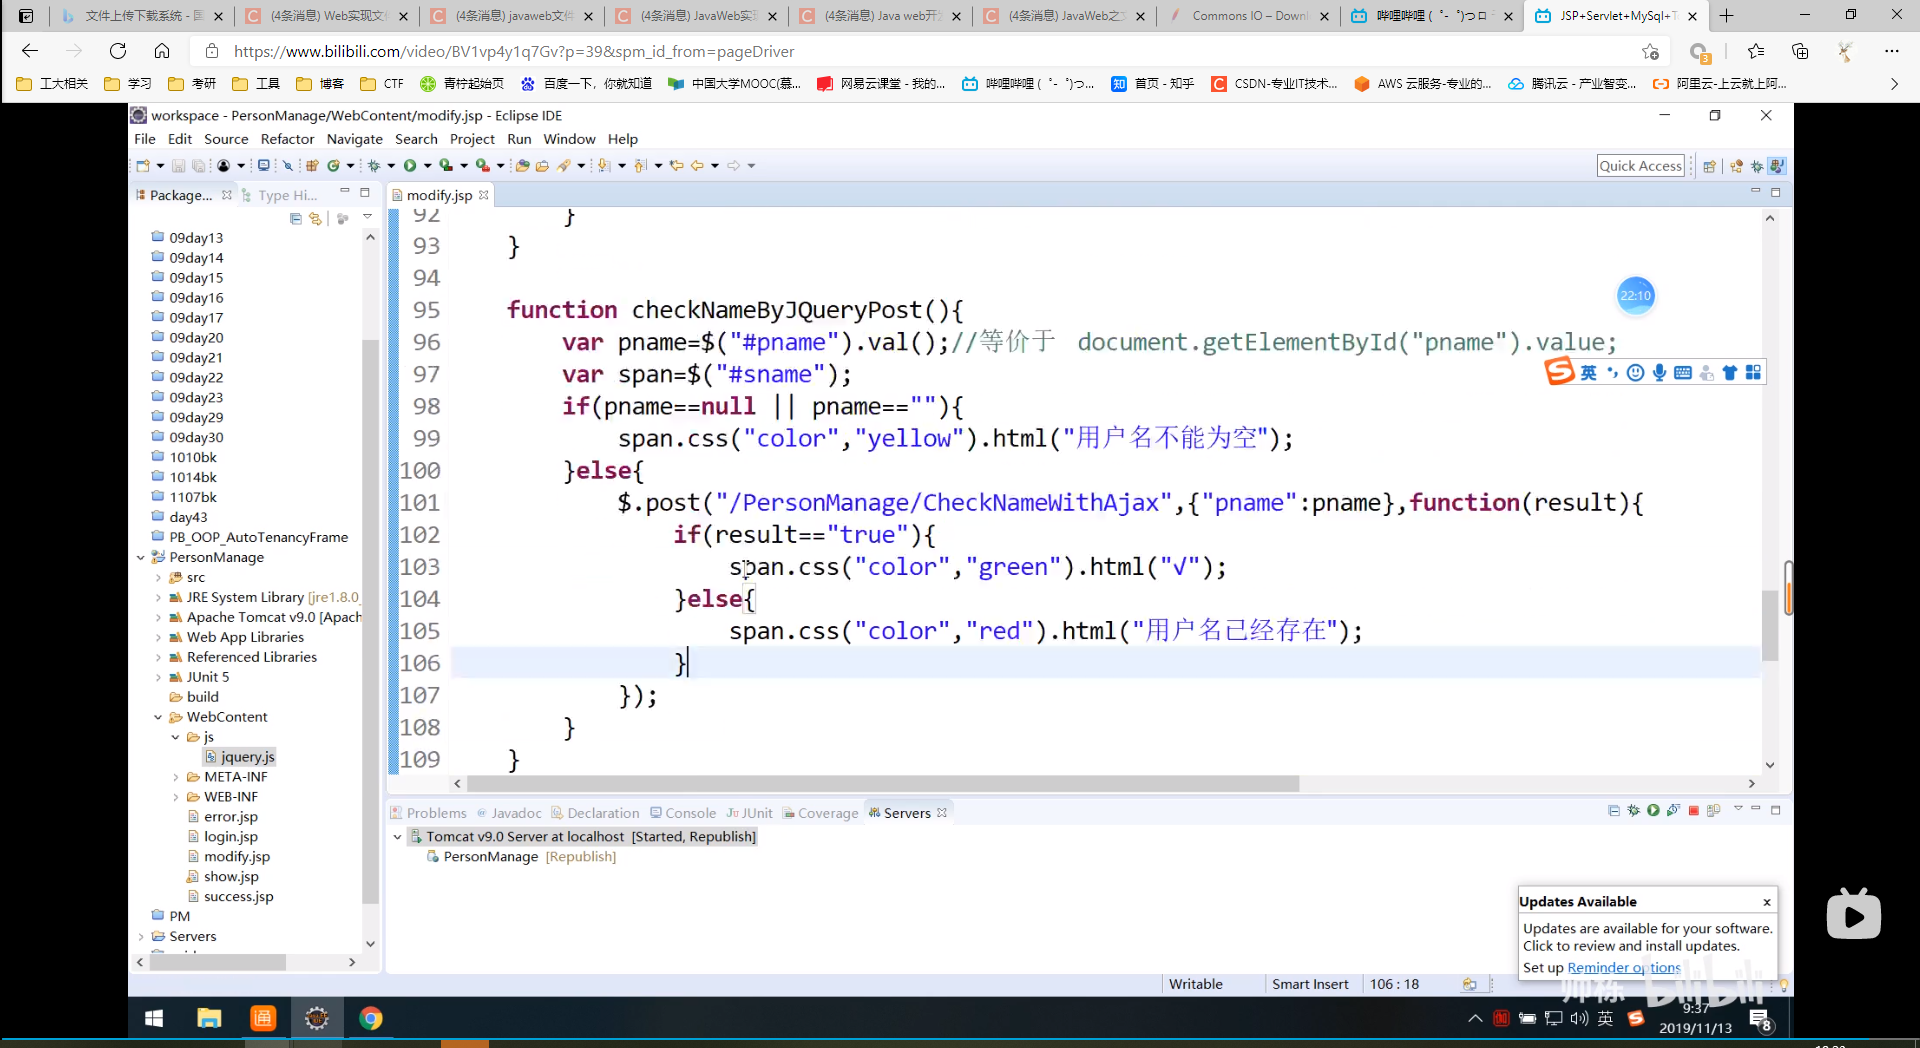 文件上传下载系统 - 国
(4条消息) Web实现文件
(4条消息) javaweb文件
(4条消息) JavaWeb实现
(4条消息) Java web开发
(4条消息) JavaWeb之文
Commons IO – Downl
哔哩哔哩 (゜-゜)つロ
JSP+Servlet+MySql+T
https://www.bilibili.com/video/BV1vp4y1q7Gv?p=39&spm_id_from=pageDriver
3
工大相关 学习 考研 工具 博客 CTF 青柠起始页 百度一下，你就知道 中国大学MOOC(慕... 网易云课堂 - 我的... 哔哩哔哩 (゜-゜)つ... 首页 - 知乎 CSDN-专业IT技术... AWS 云服务-专业的... 腾讯云 - 产业智变... 阿里云-上云就上阿...
workspace - PersonManage/WebContent/modify.jsp - Eclipse IDE
File Edit Source Refactor Navigate Search Project Run Window Help
Quick Access
Package... Type Hi...
modify.jsp
09day13
09day14
09day15
09day16
09day17
09day20
09day21
09day22
09day23
09day29
09day30
1010bk
1014bk
1107bk
day43
PB_OOP_AutoTenancyFrame
PersonManage
src
JRE System Library [jre1.8.0_
Apache Tomcat v9.0 [Apach
Web App Libraries
Referenced Libraries
JUnit 5
build
WebContent
js
jquery.js
META-INF
WEB-INF
error.jsp
login.jsp
modify.jsp
show.jsp
success.jsp
PM
Servers
92 }
93 }
94
95 function checkNameByJQueryPost(){
96 var pname=$("#pname").val();//等价于 document.getElementById("pname").value;
97 var span=$("#sname");
98 if(pname==null || pname==""){
99 span.css("color","yellow").html("用户名不能为空");
100 }else{
101 $.post("/PersonManage/CheckNameWithAjax",{"pname":pname},function(result){
102 if(result=="true"){
103 span.css("color","green").html("√");
104 }else{
105 span.css("color","red").html("用户名已经存在");
106 }
107 });
108 }
109 }
22:10
英
Problems Javadoc Declaration Console JUnit Coverage Servers
Tomcat v9.0 Server at localhost [Started, Republish]
PersonManage [Republish]
Updates Available
Updates are available for your software.
Click to review and install updates.
Set up Reminder options
bilibili
Writable Smart Insert 106 : 18
英
9:37
2019/11/13
8